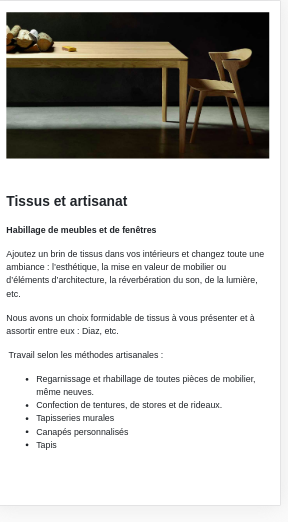 Tissus et artisanat
Habillage de meubles et de fenêtres
Ajoutez un brin de tissus dans vos intérieurs et changez toute une
ambiance : l'esthétique, la mise en valeur de mobilier ou
d'éléments d'architecture, la réverbération du son, de la lumière,
etc.
Nous avons un choix formidable de tissus à vous présenter et à
assortir entre eux : Diaz, etc.
Travail selon les méthodes artisanales :
• Regarnissage et rhabillage de toutes pièces de mobilier,
même neuves.
• Confection de tentures, de stores et de rideaux.
• Tapisseries murales
• Canapés personnalisés
• Tapis